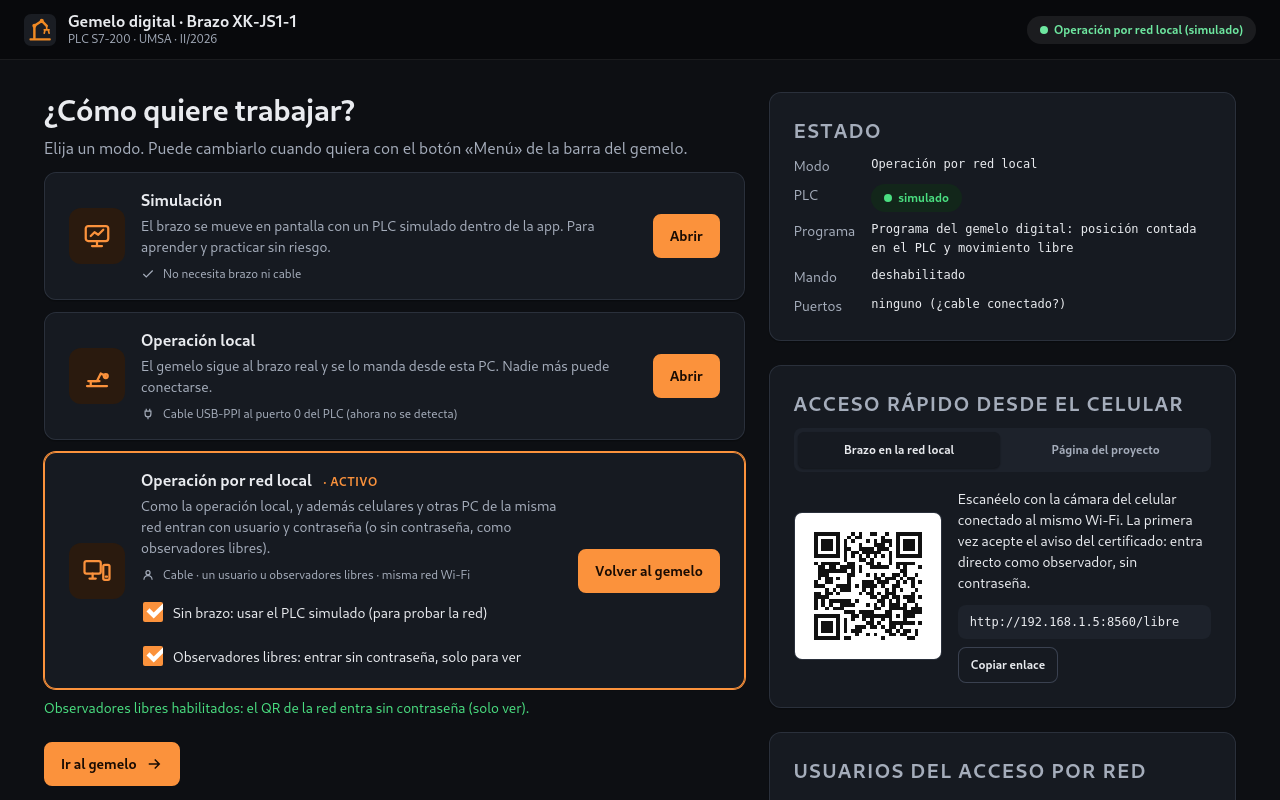 Gemelo digital · Brazo XK-JS1-1
PLC S7-200 · UMSA · II/2026
Operación por red local (simulado)
¿Cómo quiere trabajar?
Elija un modo. Puede cambiarlo cuando quiera con el botón «Menú» de la barra del gemelo.
Simulación
El brazo se mueve en pantalla con un PLC simulado dentro de la app. Para
aprender y practicar sin riesgo.
No necesita brazo ni cable
Abrir
Operación local
El gemelo sigue al brazo real y se lo manda desde esta PC. Nadie más puede
conectarse.
Cable USB-PPI al puerto 0 del PLC (ahora no se detecta)
Abrir
Operación por red local · ACTIVO
Como la operación local, y además celulares y otras PC de la misma
red entran con usuario y contraseña (o sin contraseña, como
observadores libres).
Cable · un usuario u observadores libres · misma red Wi-Fi
Volver al gemelo
Sin brazo: usar el PLC simulado (para probar la red)
Observadores libres: entrar sin contraseña, solo para ver
Observadores libres habilitados: el QR de la red entra sin contraseña (solo ver).
Ir al gemelo
ESTADO
Modo Operación por red local
PLC simulado
Programa Programa del gemelo digital: posición contada
en el PLC y movimiento libre
Mando deshabilitado
Puertos ninguno (¿cable conectado?)
ACCESO RÁPIDO DESDE EL CELULAR
Brazo en la red local Página del proyecto
Escanéelo con la cámara del celular
conectado al mismo Wi-Fi. La primera
vez acepte el aviso del certificado: entra
directo como observador, sin
contraseña.
http://192.168.1.5:8560/libre
Copiar enlace
USUARIOS DEL ACCESO POR RED